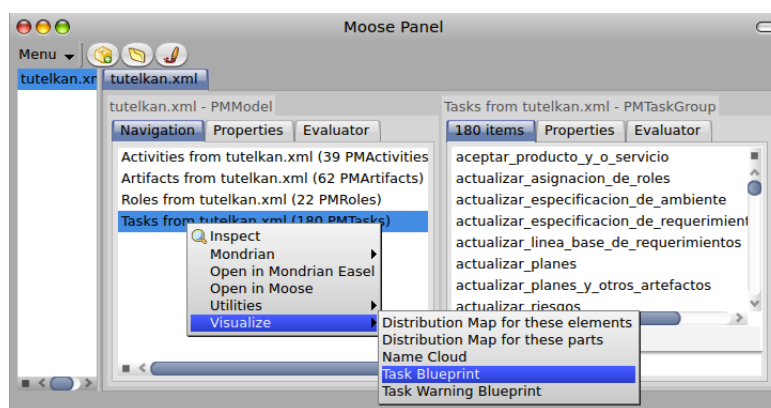 Moose Panel
Menu
tutelkan.xr
tutelkan.xml
tutelkan.xml - PMModel
Navigation Properties Evaluator
Activities from tutelkan.xml (39 PMActivities
Artifacts from tutelkan.xml (62 PMArtifacts)
Roles from tutelkan.xml (22 PMRoles)
Tasks from tutelkan.xml (180 PMTasks)
Inspect
Mondrian
Open in Mondrian Easel
Open in Moose
Utilities
Visualize
Distribution Map for these elements
Distribution Map for these parts
Name Cloud
Task Blueprint
Task Warning Blueprint
Tasks from tutelkan.xml - PMTaskGroup
180 items Properties Evaluator
aceptar_producto_y_o_servicio
actualizar_asignacion_de_roles
actualizar_especificacion_de_ambiente
actualizar_especificacion_de_requerimient
actualizar_linea_base_de_requerimientos
actualizar_planes
actualizar_planes_y_otros_artefactos
actualizar_riesgos